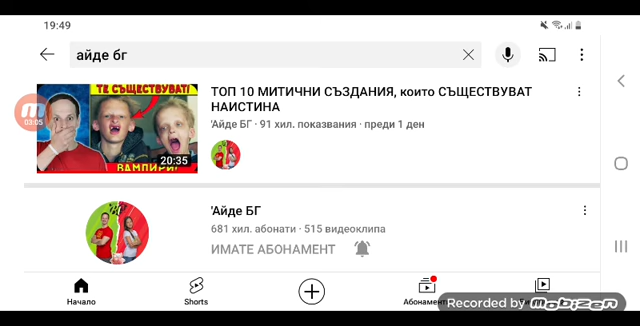 19:49
айде бг
ТЕ СЪЩЕСТВУВАТ!
ВАМПИРИ!
20:35
03:05
ТОП 10 МИТИЧНИ СЪЗДАНИЯ, които СЪЩЕСТВУВАТ
НАИСТИНА
'Айде БГ · 91 хил. показвания · преди 1 ден
'Айде БГ
681 хил. абонати · 515 видеоклипа
ИМАТЕ АБОНАМЕНТ
Начало
Shorts
Абонаменти
Recorded by MOBIZEN